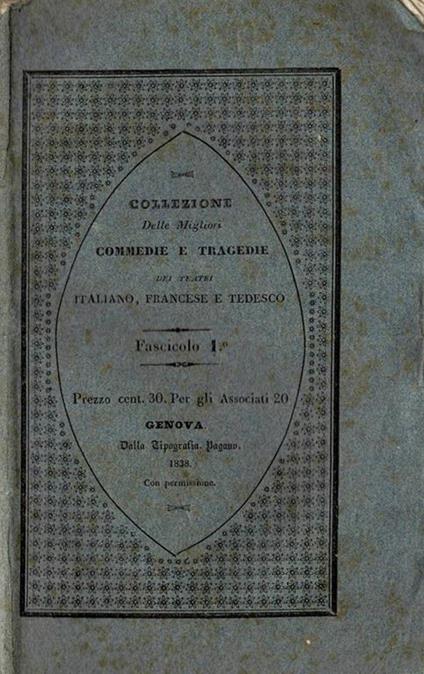 COLLEZIONE
Delle Migliori
COMMEDIE E TRAGEDIE
DEI TEATRI
ITALIANO, FRANCESE E TEDESCO
Fascicolo 1.º
Prezzo cent. 30. Per gli Associati 20
GENOVA
Dalla Tipografia Pagano.
1838.
Con permissione.